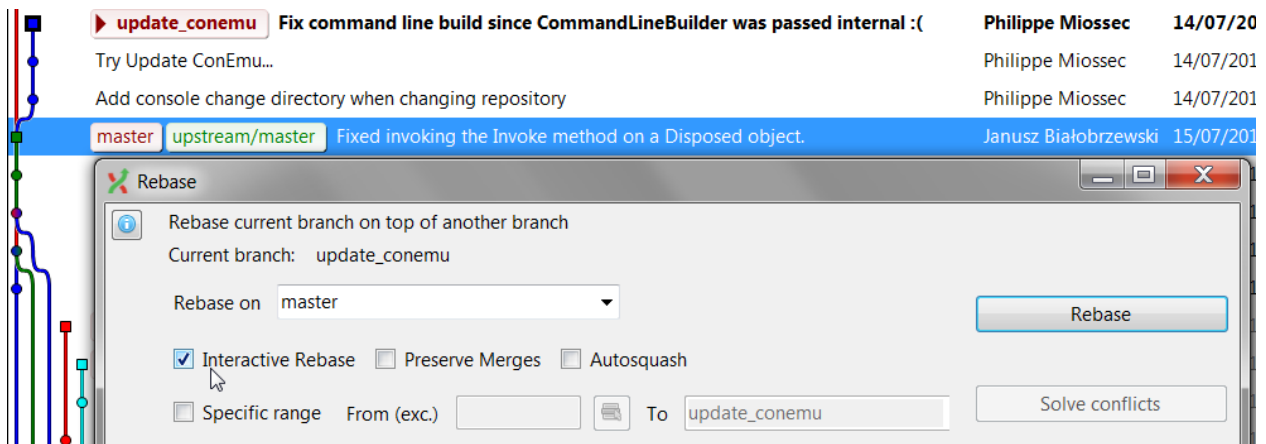 update_conemu Fix command line build since CommandLineBuilder was passed internal :( Philippe Miossec 14/07/20
Try Update ConEmu... Philippe Miossec 14/07/201
Add console change directory when changing repository Philippe Miossec 14/07/201
master upstream/master Fixed invoking the Invoke method on a Disposed object. Janusz Białobrzewski 15/07/201
Rebase
Rebase current branch on top of another branch
Current branch: update_conemu
Rebase on master
Rebase
Interactive Rebase Preserve Merges Autosquash
Specific range From (exc.) To update_conemu
Solve conflicts